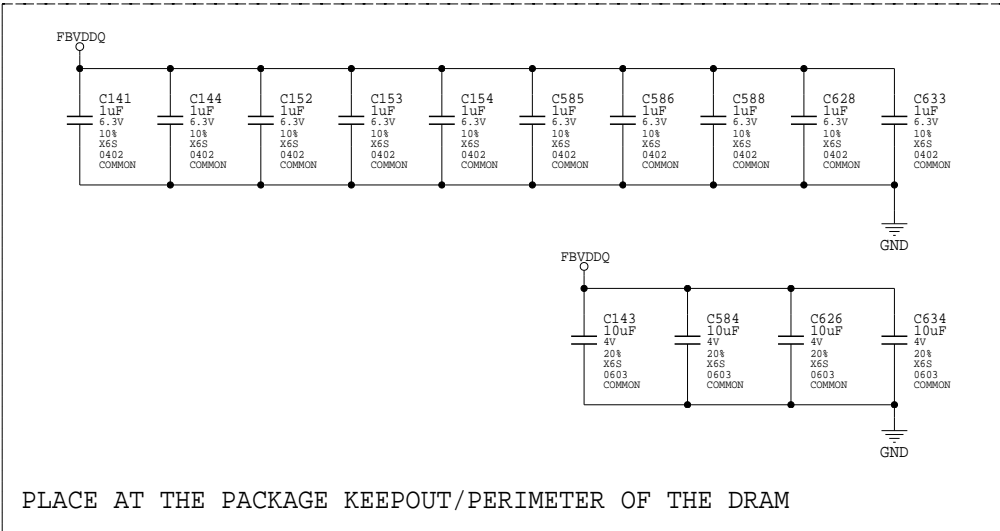 FBVDDQ
C141
1uF
6.3V
10%
X6S
0402
COMMON
C144
1uF
6.3V
10%
X6S
0402
COMMON
C152
1uF
6.3V
10%
X6S
0402
COMMON
C153
1uF
6.3V
10%
X6S
0402
COMMON
C154
1uF
6.3V
10%
X6S
0402
COMMON
C585
1uF
6.3V
10%
X6S
0402
COMMON
C586
1uF
6.3V
10%
X6S
0402
COMMON
C588
1uF
6.3V
10%
X6S
0402
COMMON
C628
1uF
6.3V
10%
X6S
0402
COMMON
C633
1uF
6.3V
10%
X6S
0402
COMMON
GND
FBVDDQ
C143
10uF
4V
20%
X6S
0603
COMMON
C584
10uF
4V
20%
X6S
0603
COMMON
C626
10uF
4V
20%
X6S
0603
COMMON
C634
10uF
4V
20%
X6S
0603
COMMON
GND
PLACE AT THE PACKAGE KEEPOUT/PERIMETER OF THE DRAM